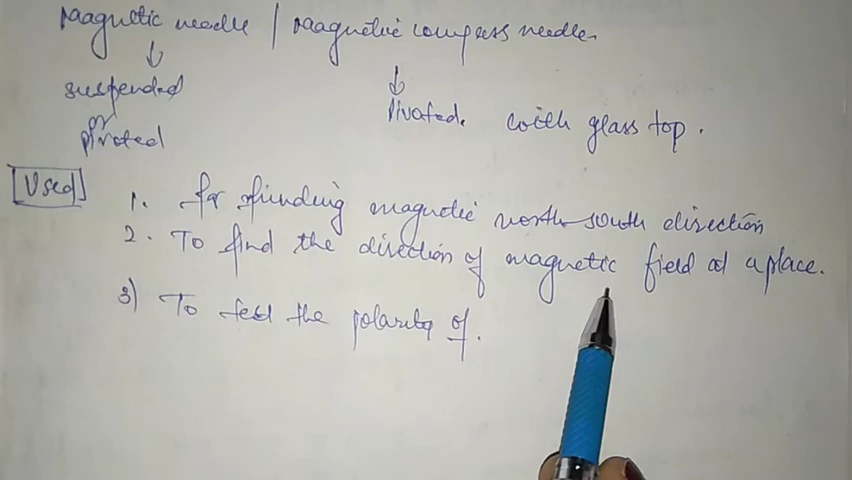 Magnetic needle / Magnetic compass needle.
suspended
or
pivoted
Pivoted. with glass top.
[Used]
1. for finding magnetic north-south direction
2. To find the direction of magnetic field at a place.
3) To test the polarity of.